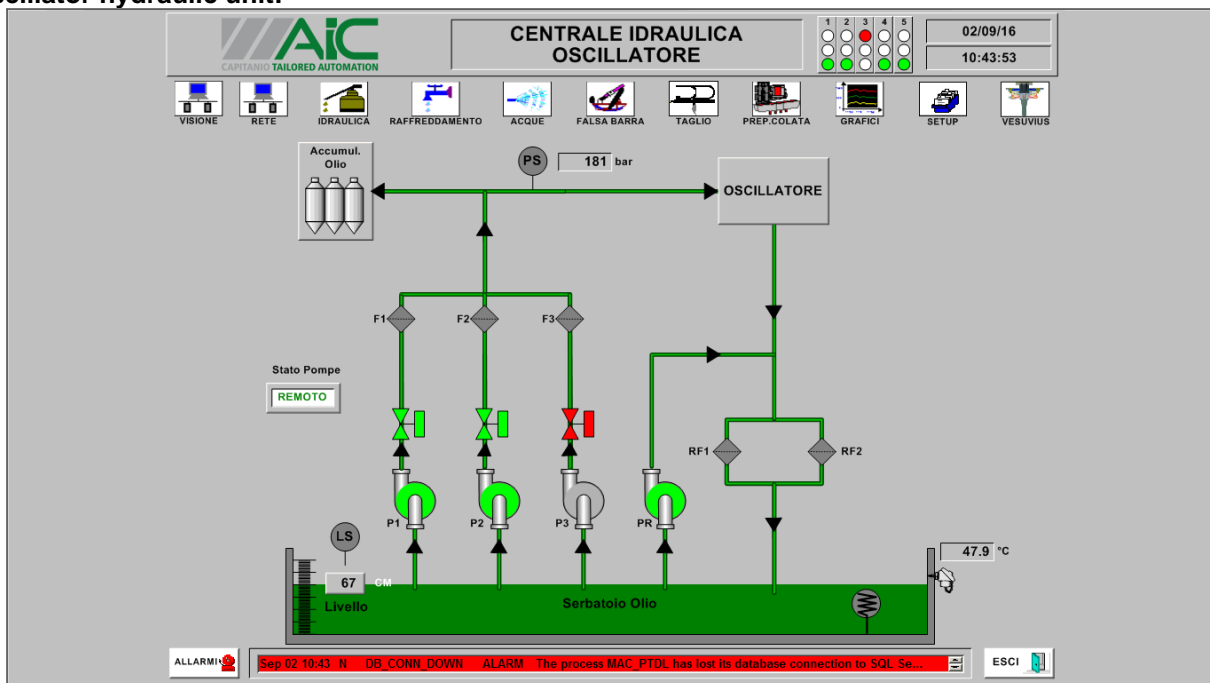 oscillator hydraulic unit.
AiC
CAPITANIO TAILORED AUTOMATION
CENTRALE IDRAULICA
OSCILLATORE
1 2 3 4 5
02/09/16
10:43:53
VISIONE
RETE
IDRAULICA
RAFFREDDAMENTO
ACQUE
FALSA BARRA
TAGLIO
PREP.COLATA
GRAFICI
SETUP
VESUVIUS
Accumul.
Olio
PS
181 bar
OSCILLATORE
F1
F2
F3
Stato Pompe
REMOTO
RF1
RF2
P1
P2
P3
PR
LS
47.9 °C
67 CM
Livello
Serbatoio Olio
ALLARMI
Sep 02 10:43 N DB_CONN_DOWN ALARM The process MAC_PTDL has lost its database connection to SQL Se...
ESCI